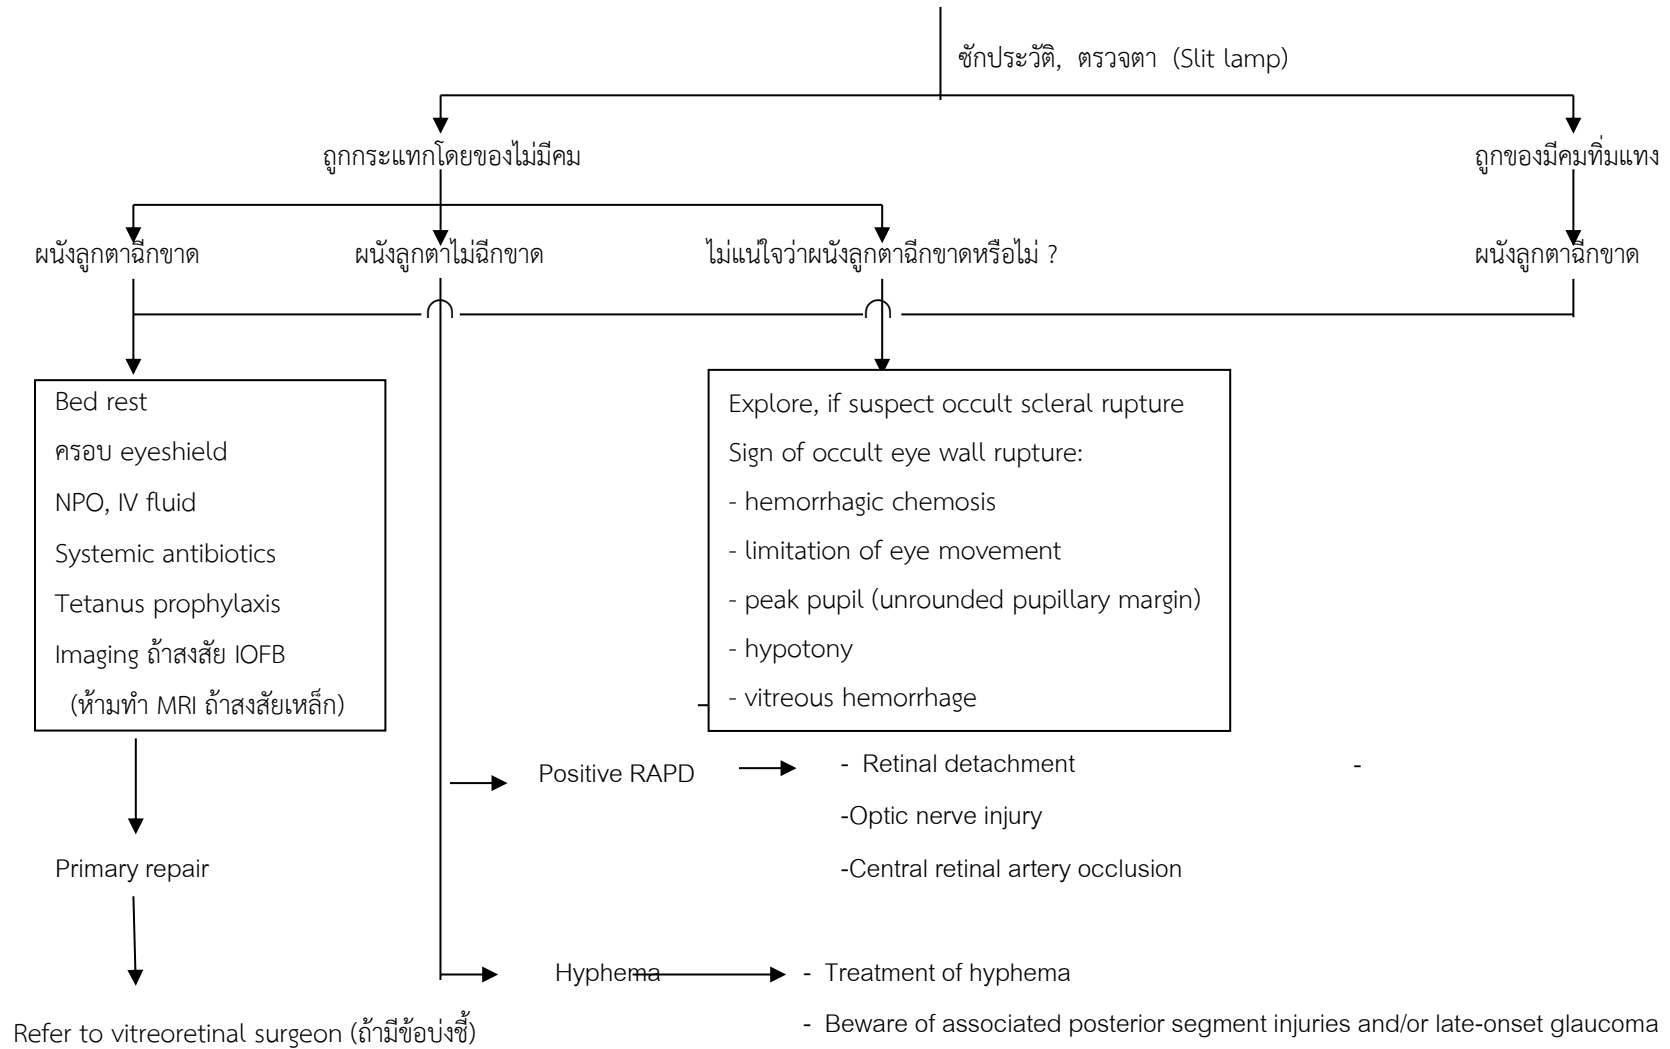 ซักประวัติ, ตรวจตา (Slit lamp)
ถูกกระแทกโดยของไม่มีคม
ถูกของมีคมทิ่มแทง
ผนังลูกตาฉีกขาด
ผนังลูกตาไม่ฉีกขาด
ไม่แน่ใจว่าผนังลูกตาฉีกขาดหรือไม่ ?
ผนังลูกตาฉีกขาด
Bed rest
ครอบ eyeshield
NPO, IV fluid
Systemic antibiotics
Tetanus prophylaxis
Imaging ถ้าสงสัย IOFB
(ห้ามทำ MRI ถ้าสงสัยเหล็ก)
Explore, if suspect occult scleral rupture
Sign of occult eye wall rupture:
- hemorrhagic chemosis
- limitation of eye movement
- peak pupil (unrounded pupillary margin)
- hypotony
- vitreous hemorrhage
Positive RAPD
- Retinal detachment
-
-Optic nerve injury
-Central retinal artery occlusion
Primary repair
Hyphema
- Treatment of hyphema
- Beware of associated posterior segment injuries and/or late-onset glaucoma
Refer to vitreoretinal surgeon (ถ้ามีข้อบ่งชี้)